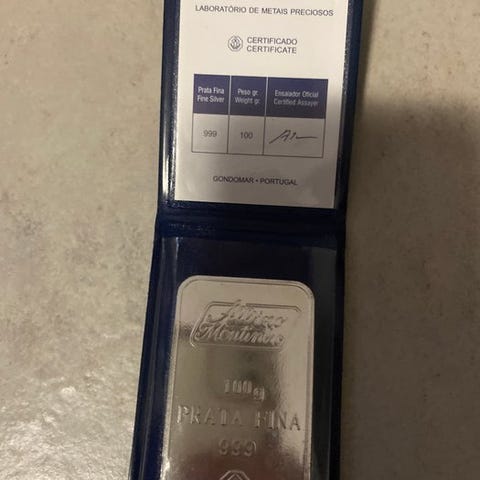 LABORATÓRIO DE METAIS PRECIOSOS
CERTIFICADO
CERTIFICATE
Prata Fina
Fine Silver
Peso gr.
Weight gr.
Ensaiador Oficial
Certified Assayer
999
100
GONDOMAR • PORTUGAL
100g
PRATA FINA
999